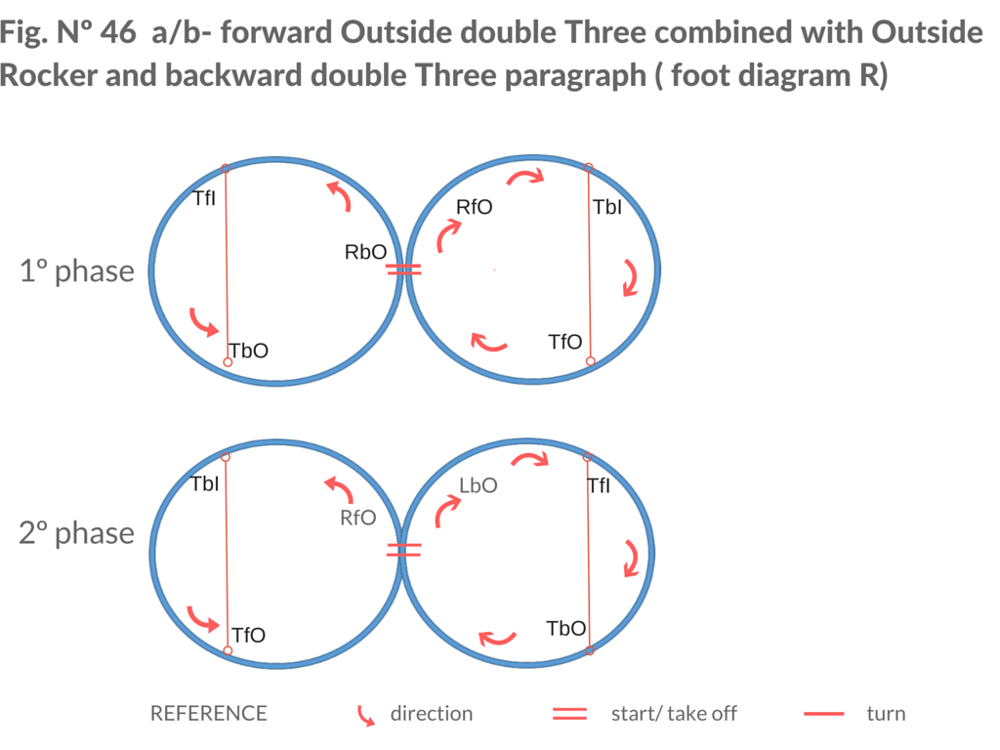 Fig. Nº 46 a/b- forward Outside double Three combined with Outside
Rocker and backward double Three paragraph ( foot diagram R)
TfI
RfO
TbI
RbO
1º phase
TfO
TbO
TbI
LbO
TfI
RfO
2º phase
TfO
TbO
REFERENCE
direction
start/ take off
turn